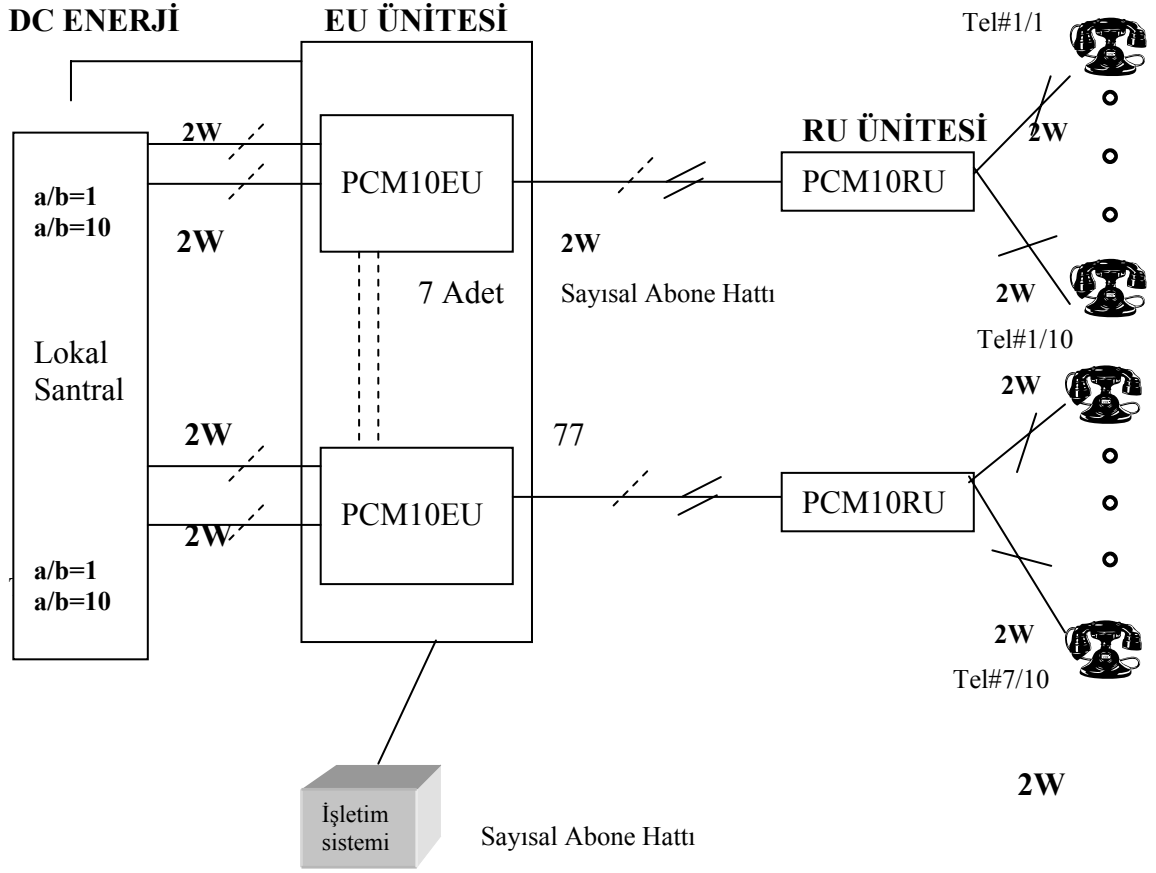 DC ENERJİ
EU ÜNİTESİ
Tel#1/1
2W
RU ÜNİTESİ
2W
a/b=1
a/b=10
PCM10EU
PCM10RU
2W
2W
7 Adet
Sayısal Abone Hattı
2W
Tel#1/10
Lokal
Santral
2W
2W
77
PCM10EU
PCM10RU
2W
a/b=1
a/b=10
2W
Tel#7/10
2W
İşletim
sistemi
Sayısal Abone Hattı